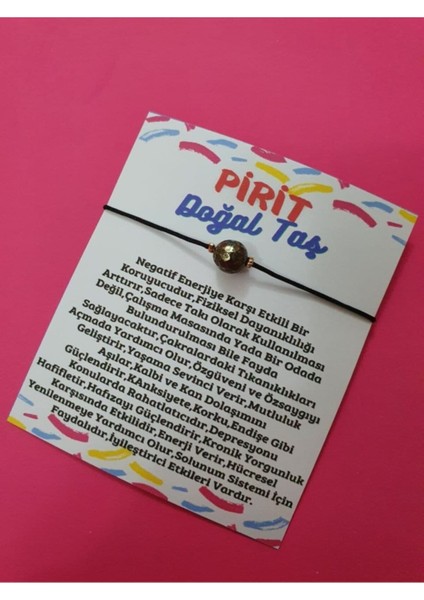 PİRİT
Doğal Taş
Negatif Enerjiye Karşı Etkili Bir
Koruyucudur,Fiziksel Dayanıklılığı
Arttırır,Sadece Takı Olarak Kullanılması
Değil,Çalışma Masasında Yada Bir Odada
Bulundurulması Bile Fayda
Sağlayacaktır,Çakralardaki Tıkanıklıkları
Açmada Yardımcı Olur,Özgüveni ve Özsaygıyı
Geliştirir,Yaşama Sevinci Verir,Mutluluk
Aşılar,Kalbi ve Kan Dolaşımını
Güçlendirir,KAnksiyete,Korku,Endişe Gibi
Konularda Rahatlatıcıdır,Depresyonu
Hafifletir,Hafızayı Güçlendirir,Kronik Yorgunluk
Karşısında Etkilidir,Enerji Verir,Hücresel
Yenilenmeye Yardımcı Olur,Solunum Sistemi İçin
Faydalıdır,İyileştirici Etkileri Vardır.